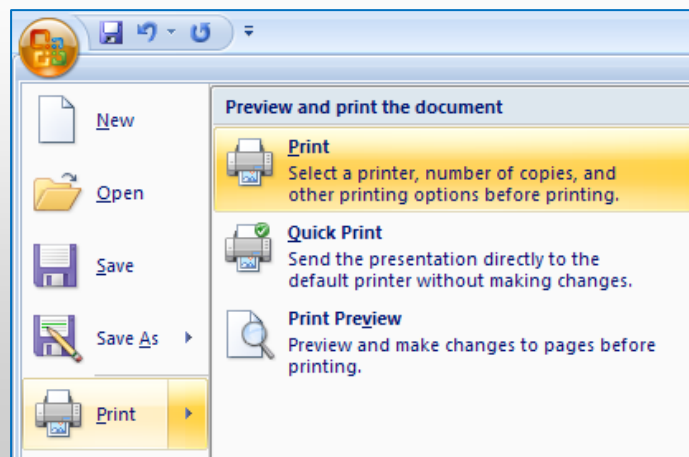 New
Open
Save
Save As
Print
Preview and print the document
Print
Select a printer, number of copies, and
other printing options before printing.
Quick Print
Send the presentation directly to the
default printer without making changes.
Print Preview
Preview and make changes to pages before
printing.